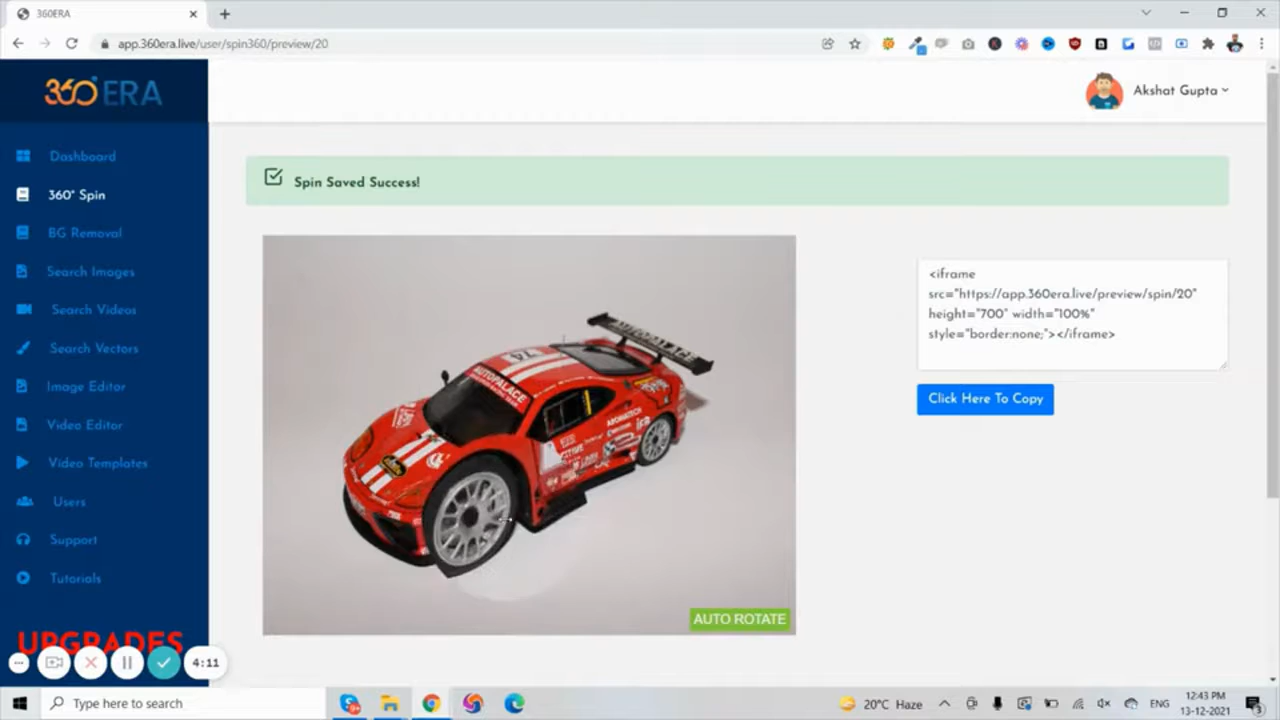 360ERA
app.360era.live/user/spin360/preview/20
360 ERA
Akshat Gupta
Dashboard
360° Spin
BG Removal
Search Images
Search Videos
Search Vectors
Image Editor
Video Editor
Video Templates
Users
Support
Tutorials
UPGRADES
Spin Saved Success!
AUTOPALACE
AUTOPALACE
AUTO ROTATE
<iframe
src="https://app.360era.live/preview/spin/20"
height="700" width="100%"
style="border:none;"></iframe>
Click Here To Copy
4:11
Type here to search
20°C Haze
ENG
12:43 PM
13-12-2021